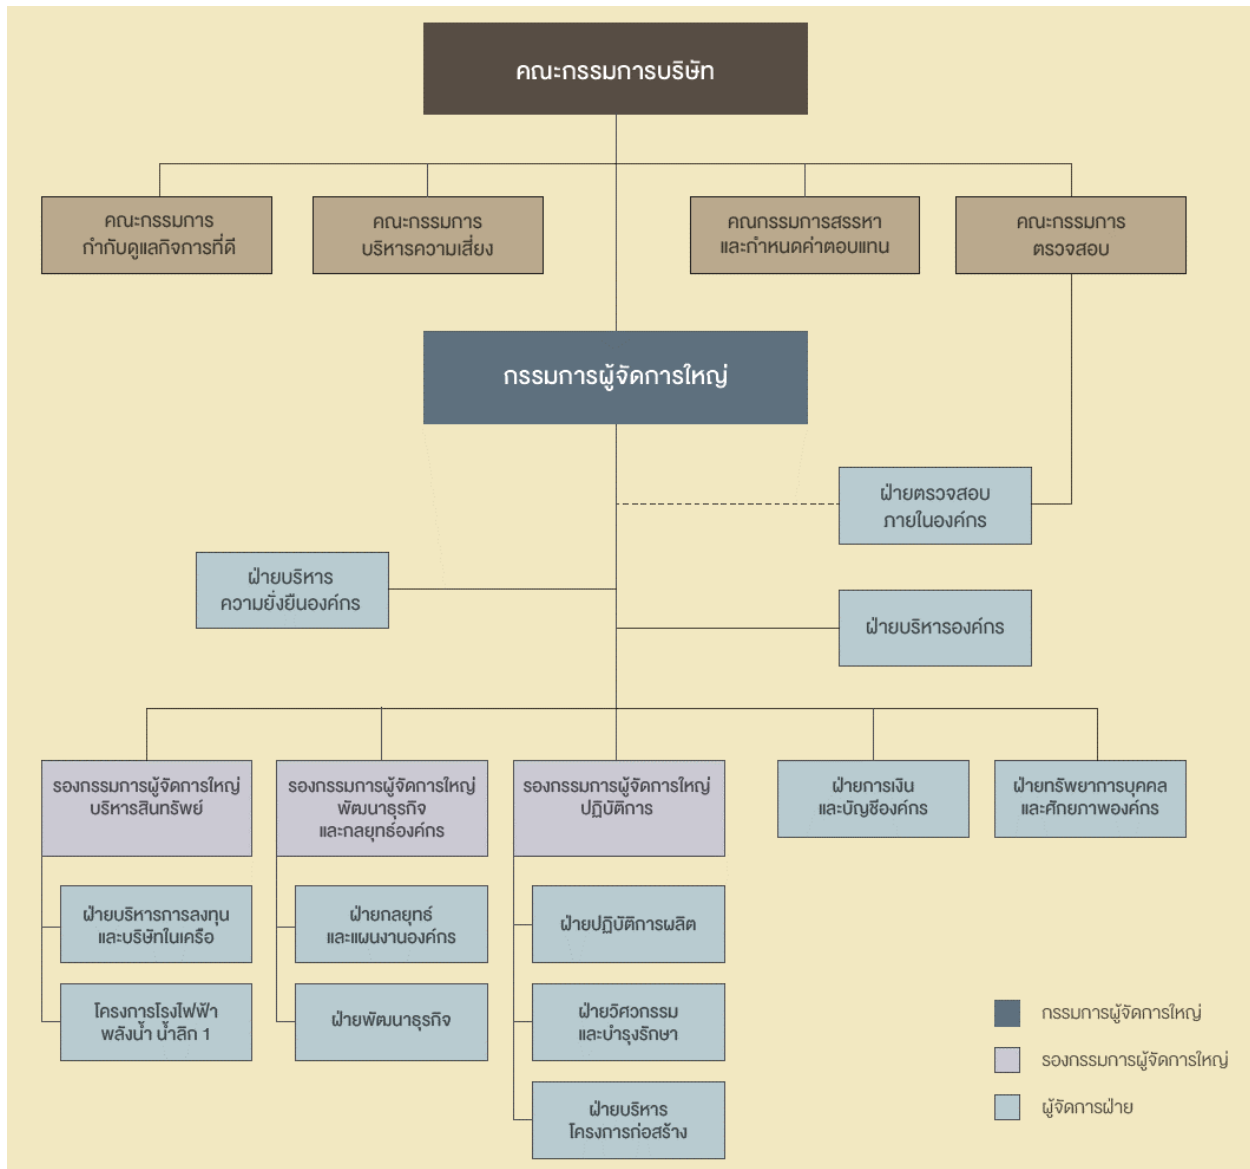 คณะกรรมการบริษัท
คณะกรรมการ
กำกับดูแลกิจการที่ดี
คณะกรรมการ
บริหารความเสี่ยง
คณกรรมการสรรหา
และกำหนดค่าตอบแทน
คณะกรรมการ
ตรวจสอบ
กรรมการผู้จัดการใหญ่
ฝ่ายตรวจสอบ
ภายในองค์กร
ฝ่ายบริหาร
ความยั่งยืนองค์กร
ฝ่ายบริหารองค์กร
รองกรรมการผู้จัดการใหญ่
บริหารสินทรัพย์
รองกรรมการผู้จัดการใหญ่
พัฒนาธุรกิจ
และกลยุทธ์องค์กร
รองกรรมการผู้จัดการใหญ่
ปฏิบัติการ
ฝ่ายการเงิน
และบัญชีองค์กร
ฝ่ายทรัพยาการบุคคล
และศักยภาพองค์กร
ฝ่ายบริหารการลงทุน
และบริษัทในเครือ
ฝ่ายกลยุทธ์
และแผนงานองค์กร
ฝ่ายปฏิบัติการผลิต
โครงการโรงไฟฟ้า
พลังน้ำ น้ำลิก 1
ฝ่ายพัฒนาธุรกิจ
ฝ่ายวิศวกรรม
และบำรุงรักษา
ฝ่ายบริหาร
โครงการก่อสร้าง
กรรมการผู้จัดการใหญ่
รองกรรมการผู้จัดการใหญ่
ผู้จัดการฝ่าย